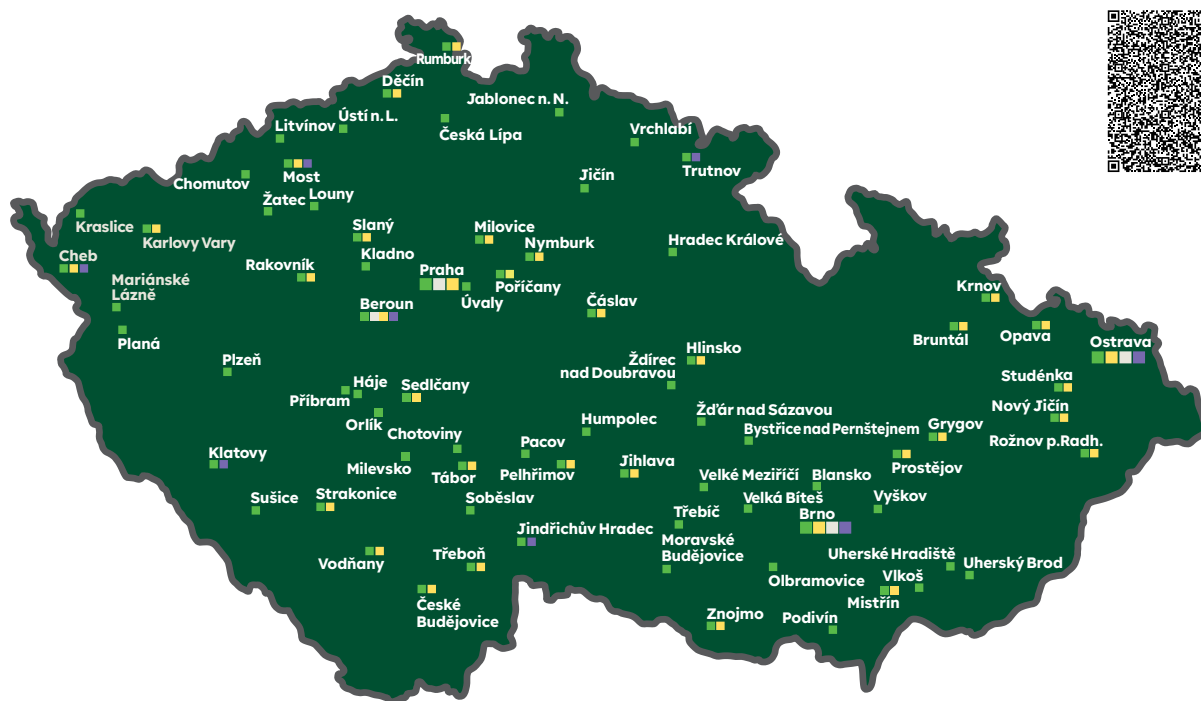 Rumburk
Děčín
Jablonec n. N.
Ústí n. L.
Česká Lípa
Litvínov
Vrchlabí
Most
Trutnov
Chomutov
Jičín
Žatec
Louny
Kraslice
Karlovy Vary
Slaný
Milovice
Nymburk
Hradec Králové
Cheb
Kladno
Rakovník
Praha
Poříčany
Mariánské
Lázně
Úvaly
Krnov
Beroun
Čáslav
Planá
Bruntál
Opava
Ostrava
Hlinsko
Plzeň
Ždírec
nad Doubravou
Studénka
Háje
Sedlčany
Příbram
Nový Jičín
Orlík
Humpolec
Žďár nad Sázavou
Grygov
Bystřice nad Pernštejnem
Chotoviny
Rožnov p.Radh.
Klatovy
Pacov
Milevsko
Jihlava
Prostějov
Tábor
Pelhřimov
Velké Meziříčí
Blansko
Sušice
Strakonice
Soběslav
Velká Bíteš
Vyškov
Třebíč
Brno
Jindřichův Hradec
Moravské
Budějovice
Vodňany
Třeboň
Uherské Hradiště
Uherský Brod
Olbramovice
Vlkoš
České
Budějovice
Mistřín
Znojmo
Podivín